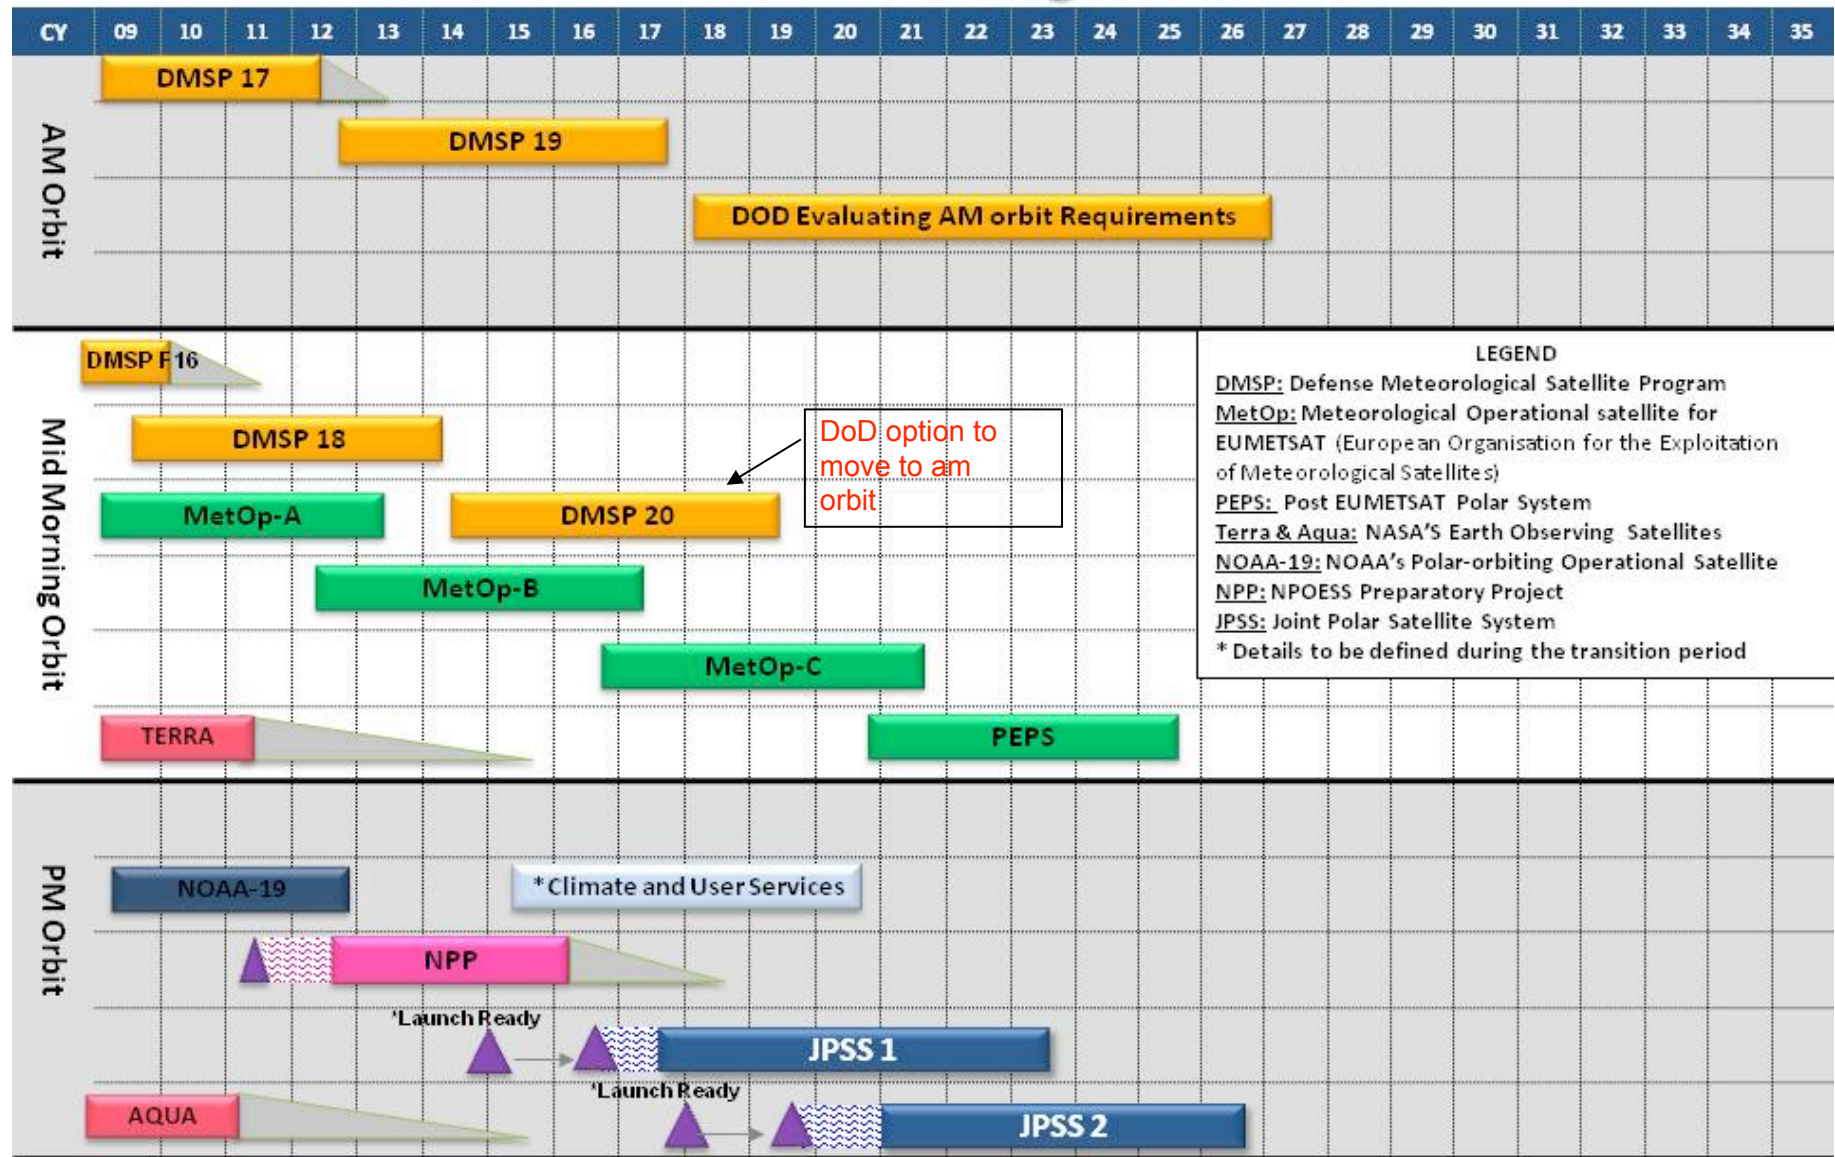 CY 09 10 11 12 13 14 15 16 17 18 19 20 21 22 23 24 25 26 27 28 29 30 31 32 33 34 35
AM Orbit
DMSP 17
DMSP 19
DOD Evaluating AM orbit Requirements
Mid Morning Orbit
DMSP F16
DMSP 18
DoD option to
move to am
orbit
MetOp-A
DMSP 20
MetOp-B
MetOp-C
TERRA
PEPS
LEGEND
DMSP: Defense Meteorological Satellite Program
MetOp: Meteorological Operational satellite for
EUMETSAT (European Organisation for the Exploitation
of Meteorological Satellites)
PEPS: Post EUMETSAT Polar System
Terra & Aqua: NASA'S Earth Observing Satellites
NOAA-19: NOAA's Polar-orbiting Operational Satellite
NPP: NPOESS Preparatory Project
JPSS: Joint Polar Satellite System
* Details to be defined during the transition period
PM Orbit
NOAA-19
*Climate and User Services
NPP
*Launch Ready
JPSS 1
*Launch Ready
AQUA
JPSS 2